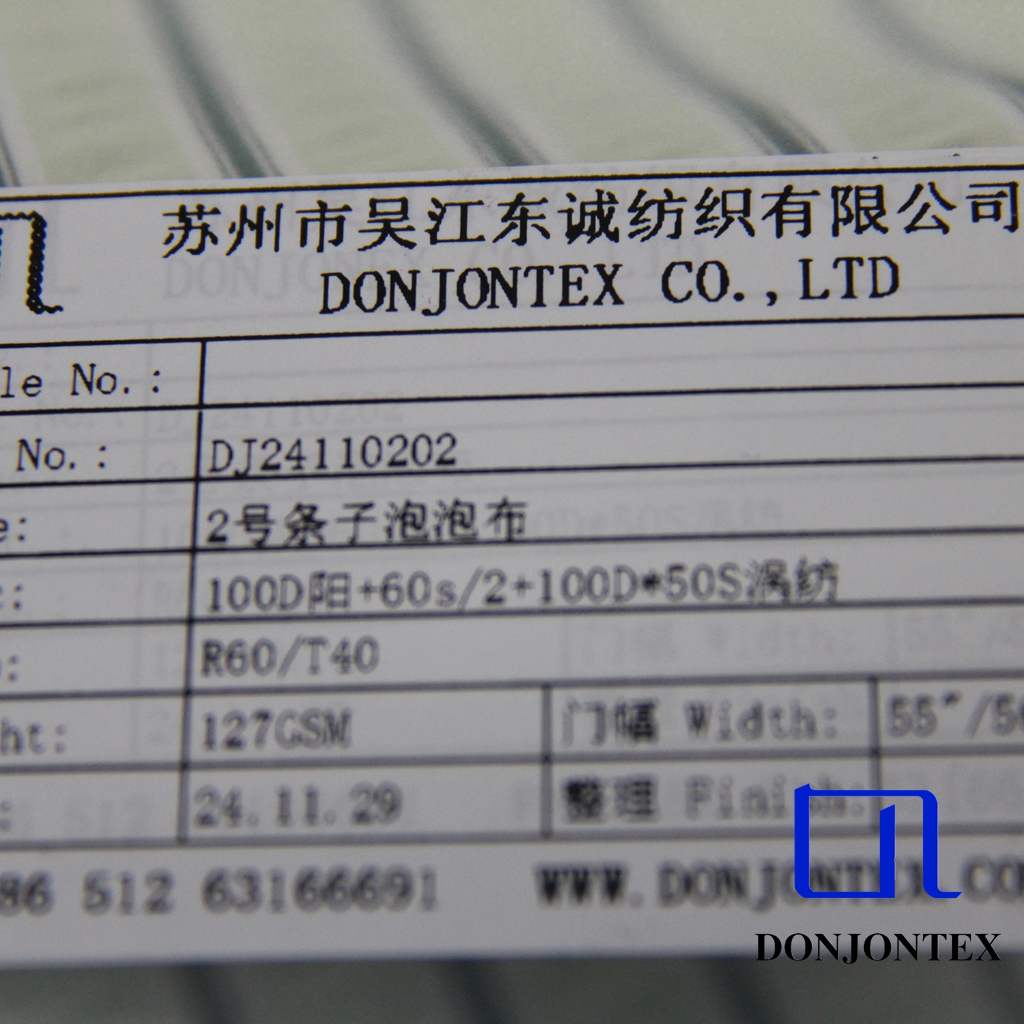 苏州市吴江东诚纺织有限公司
DONJONTEX CO.,LTD
le No.:
No.: DJ24110202
e: 2号条子泡泡布
c: 100D阳+60s/2+100D*50S涡纺
R60/T40
ht: 127GSM 门幅 Width: 55"/56
24.11.29 整理 Finish:
86 512 63166691 WWW.DONJONTEX.CO
DONJONTEX